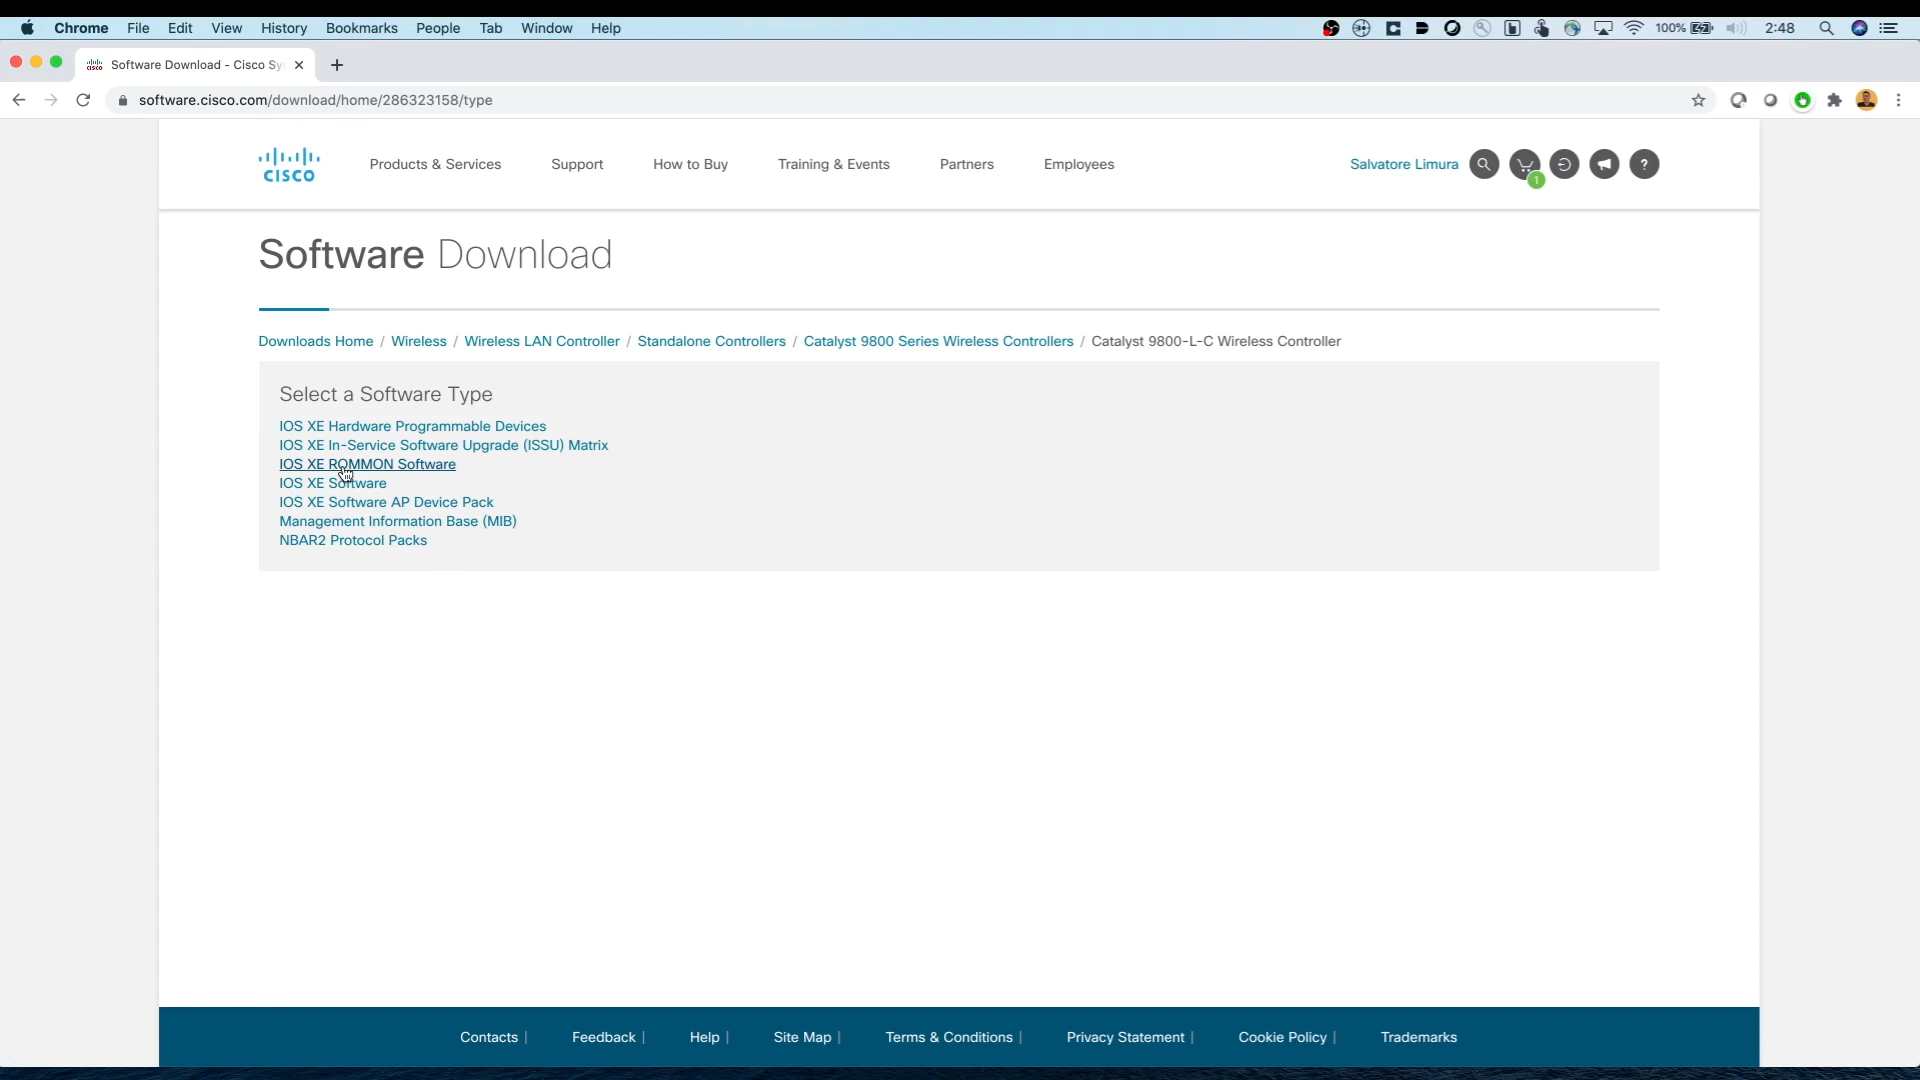 Chrome File Edit View History Bookmarks People Tab Window Help 100% 2:48
Software Download - Cisco Sy
software.cisco.com/download/home/286323158/type
CISCO Products & Services Support How to Buy Training & Events Partners Employees Salvatore Limura ?
1
Software Download
Downloads Home / Wireless / Wireless LAN Controller / Standalone Controllers / Catalyst 9800 Series Wireless Controllers / Catalyst 9800-L-C Wireless Controller
Select a Software Type
IOS XE Hardware Programmable Devices
IOS XE In-Service Software Upgrade (ISSU) Matrix
IOS XE ROMMON Software
IOS XE Software
IOS XE Software AP Device Pack
Management Information Base (MIB)
NBAR2 Protocol Packs
Contacts | Feedback | Help | Site Map | Terms & Conditions | Privacy Statement | Cookie Policy | Trademarks